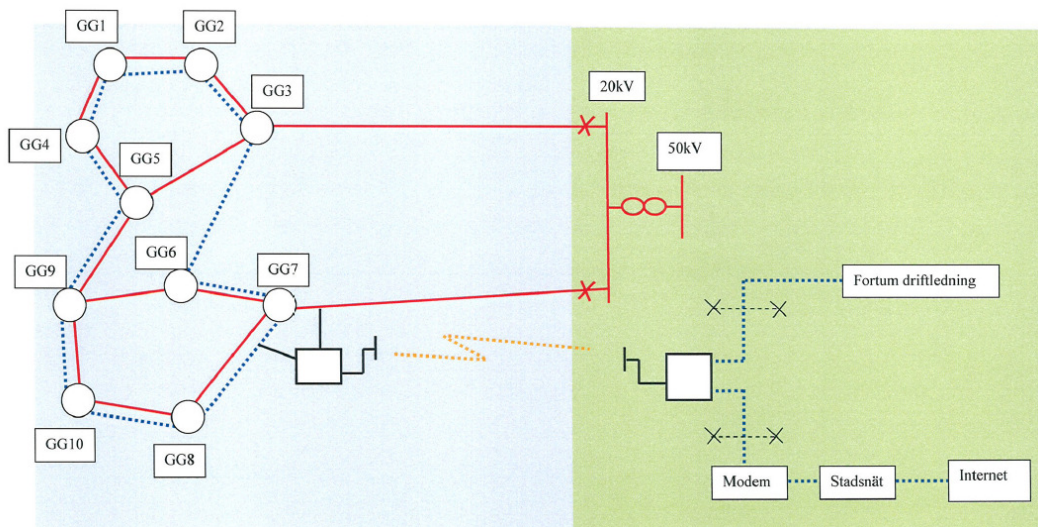 GG1
GG2
GG3
20kV
GG4
GG5
50kV
GG6
GG7
GG9
Fortum driftledning
GG10
GG8
Modem
Stadsnät
Internet